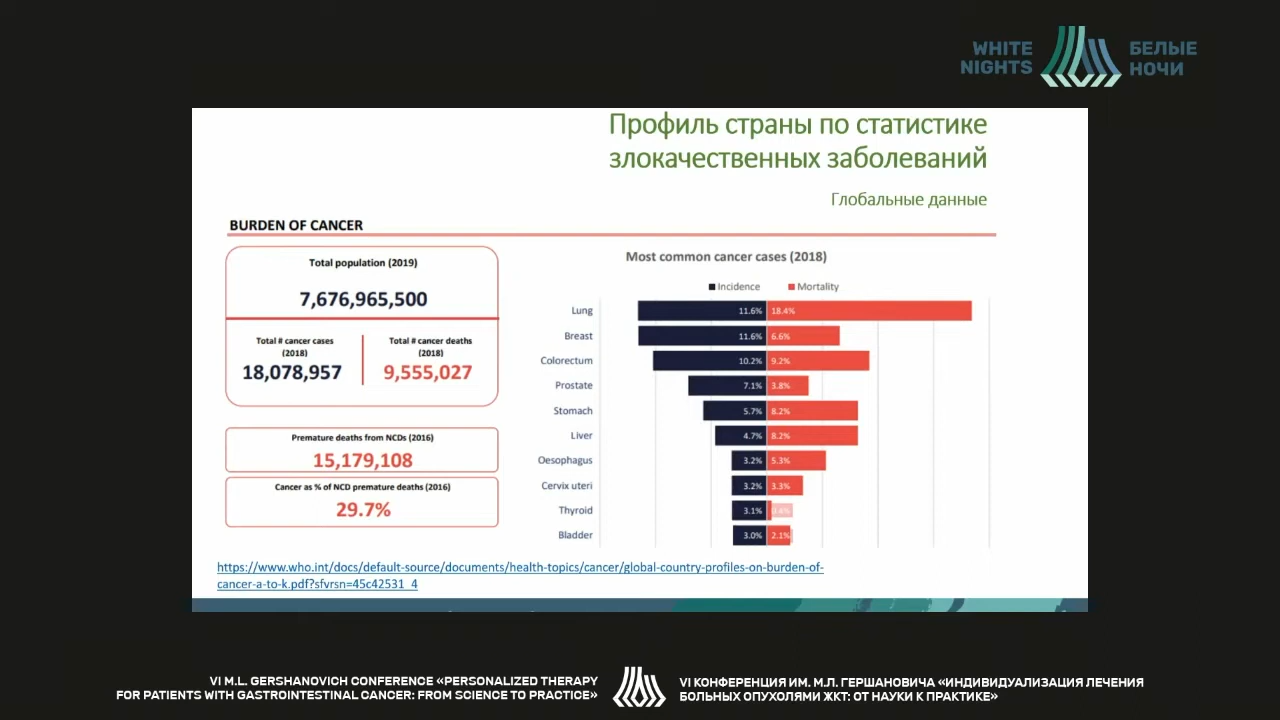 WHITE
NIGHTS
БЕЛЫЕ
НОЧИ
Профиль страны по статистике
злокачественных заболеваний
Глобальные данные
BURDEN OF CANCER
Total population (2019)
7,676,965,500
Total # cancer cases
(2018)
18,078,957
Total # cancer deaths
(2018)
9,555,027
Premature deaths from NCDs (2016)
15,179,108
Cancer as % of NCD premature deaths (2016)
29.7%
Most common cancer cases (2018)
Incidence Mortality
Lung 11.6% 18.4%
Breast 11.6% 6.6%
Colorectum 10.2% 9.2%
Prostate 7.1% 3.8%
Stomach 5.7% 8.2%
Liver 4.7% 8.2%
Oesophagus 3.2% 5.3%
Cervix uteri 3.2% 3.3%
Thyroid 3.1%
Bladder 3.0% 2.1%
https://www.who.int/docs/default-source/documents/health-topics/cancer/global-country-profiles-on-burden-of-
cancer-a-to-k.pdf?sfvrsn=45c42531_4
VI M.L. GERSHANOVICH CONFERENCE «PERSONALIZED THERAPY
FOR PATIENTS WITH GASTROINTESTINAL CANCER: FROM SCIENCE TO PRACTICE»
VI КОНФЕРЕНЦИЯ ИМ. М.Л. ГЕРШАНОВИЧА «ИНДИВИДУАЛИЗАЦИЯ ЛЕЧЕНИЯ
БОЛЬНЫХ ОПУХОЛЯМИ ЖКТ: ОТ НАУКИ К ПРАКТИКЕ»